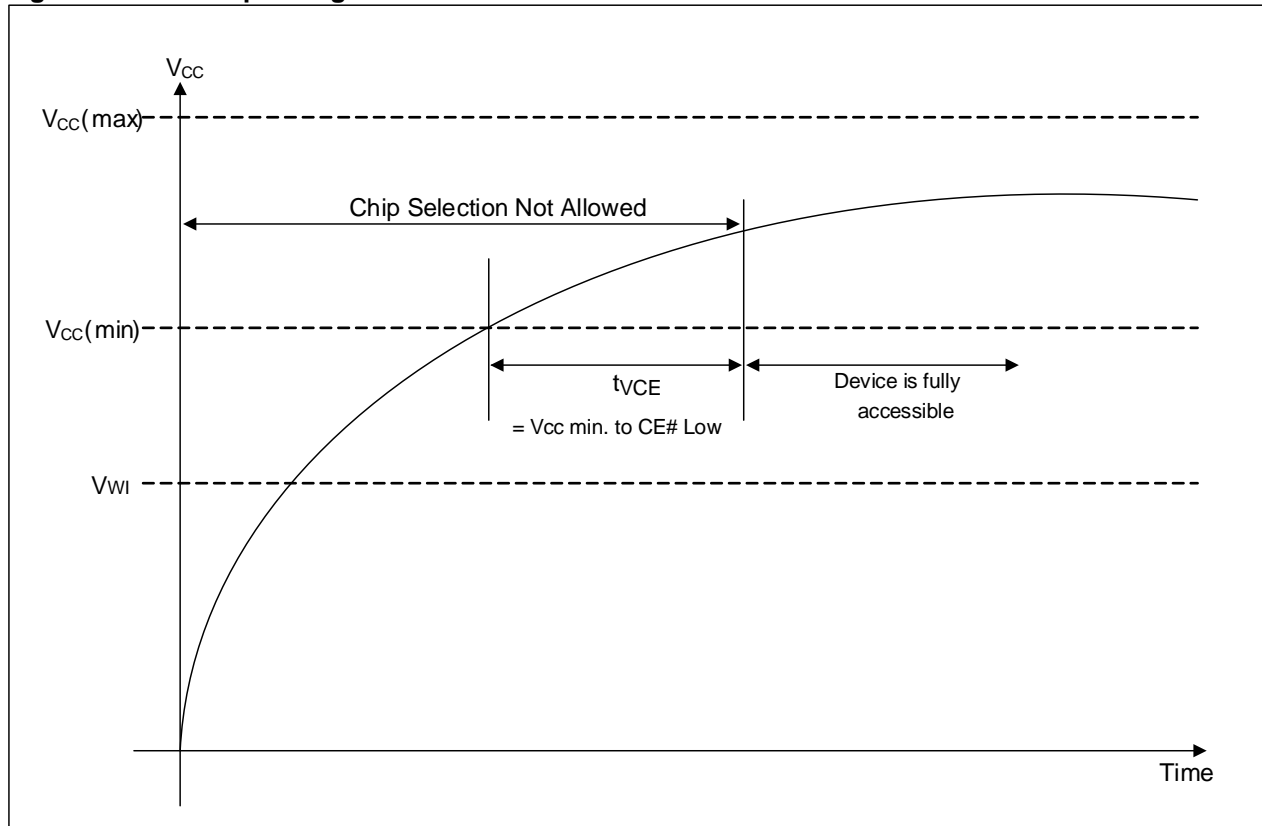 VCC
VCC(max)
Chip Selection Not Allowed
VCC(min)
tVCE
= Vcc min. to CE# Low
Device is fully
accessible
VWI
Time